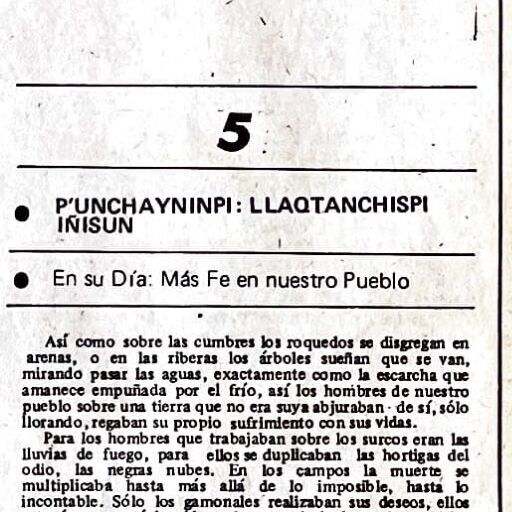 5
P'UNCHAYNINPI: LLAQTANCHISPI
IÑISUN
En su Día: Más Fe en nuestro Pueblo
Así como sobre las cumbres los roquedos se disgregan en
arenas, o en las riberas los árboles sueñan que se van,
mirando pasar las aguas, exactamente como la escarcha que
amanece empuñada por el frío, así los hombres de nuestro
pueblo sobre una tierra que no era suya abjuraban de sí, sólo
llorando, regaban su propio sufrimiento con sus vidas.
Para los hombres que trabajaban sobre los surcos eran las
lluvias de fuego, para ellos se duplicaban las hortigas del
odio, las negras nubes. En los campos la muerte se
multiplicaba hasta más allá de lo imposible, hasta lo
incontable. Sólo los gamonales realizaban sus deseos, ellos